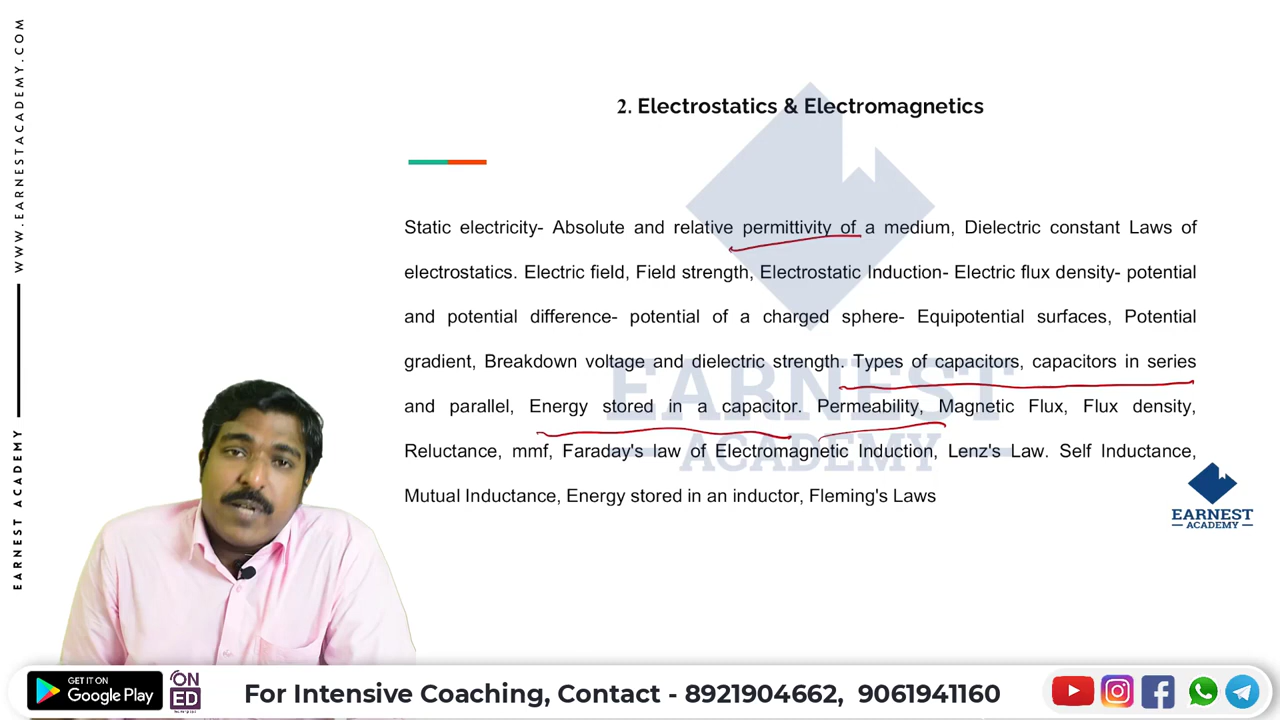 WWW.EARNESTACADEMY.COM
EARNEST ACADEMY
2. Electrostatics & Electromagnetics
Static electricity- Absolute and relative permittivity of a medium, Dielectric constant Laws of
electrostatics. Electric field, Field strength, Electrostatic Induction- Electric flux density- potential
and potential difference- potential of a charged sphere- Equipotential surfaces, Potential
gradient, Breakdown voltage and dielectric strength. Types of capacitors, capacitors in series
and parallel, Energy stored in a capacitor. Permeability, Magnetic Flux, Flux density,
Reluctance, mmf, Faraday's law of Electromagnetic Induction, Lenz's Law. Self Inductance,
Mutual Inductance, Energy stored in an inductor, Fleming's Laws
EARNEST
ACADEMY
EARNEST
ACADEMY
GET IT ON
Google Play
ON
ED
For Intensive Coaching, Contact - 8921904662, 9061941160